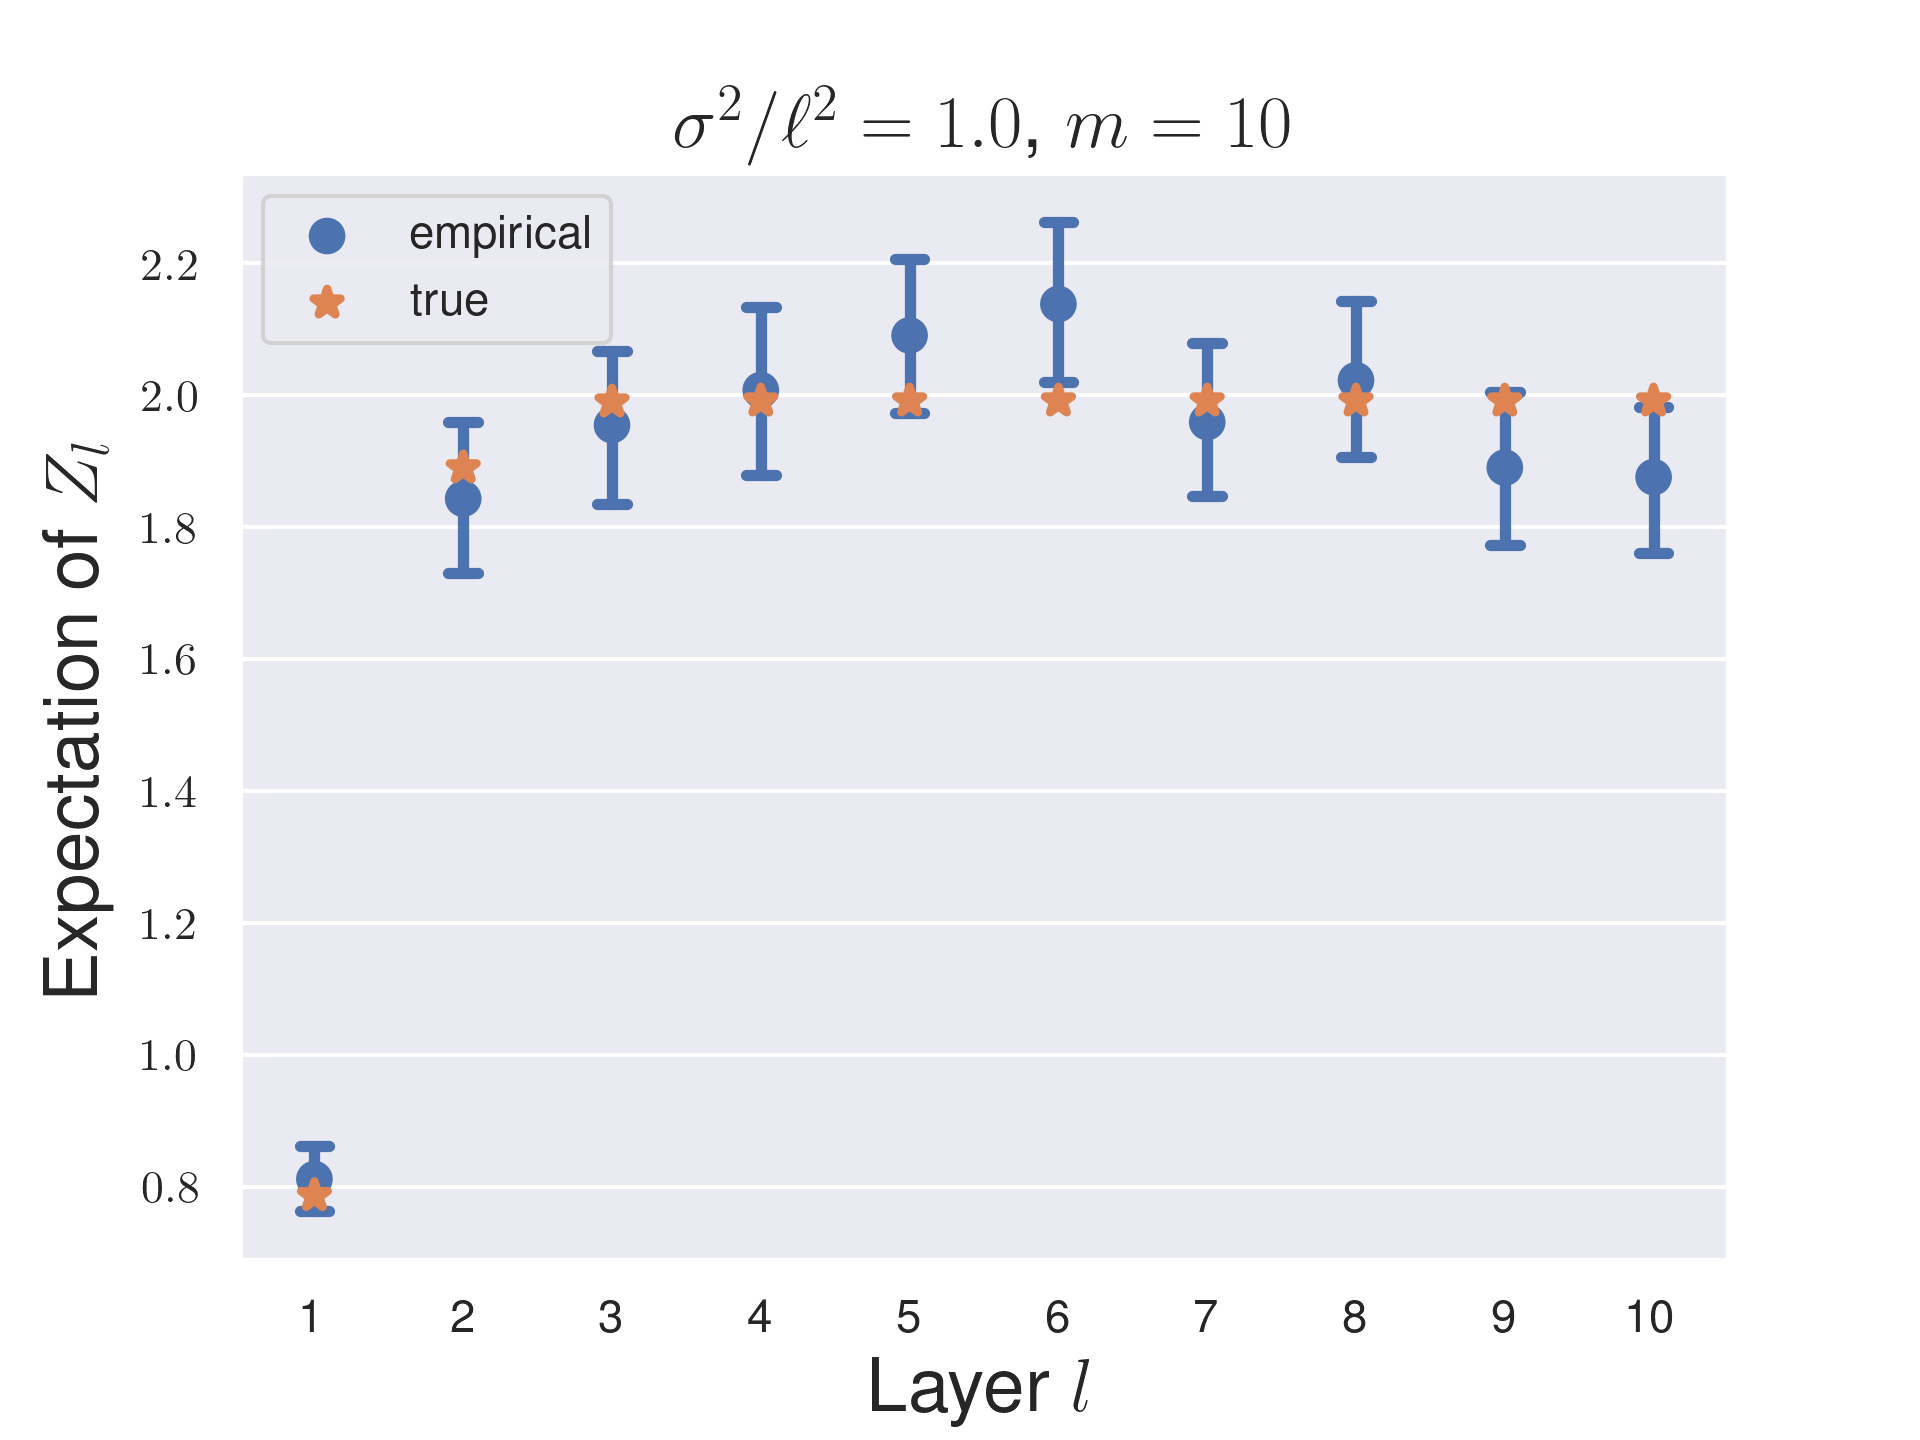 σ²/ℓ² = 1.0, m = 10
empirical
true
2.2
2.0
1.8
1.6
1.4
1.2
1.0
0.8
Expectation of Z_l
1 2 3 4 5 6 7 8 9 10
Layer l